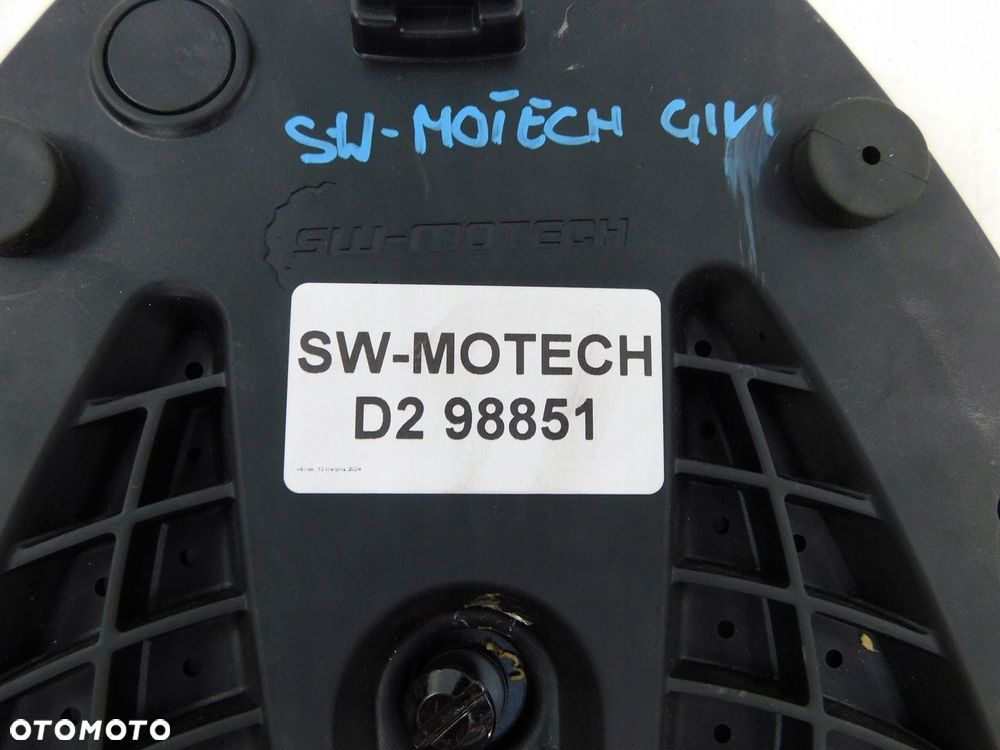 SW-MOTECH GIVI
SW-MOTECH
SW-MOTECH
D2 98851
OTOMOTO